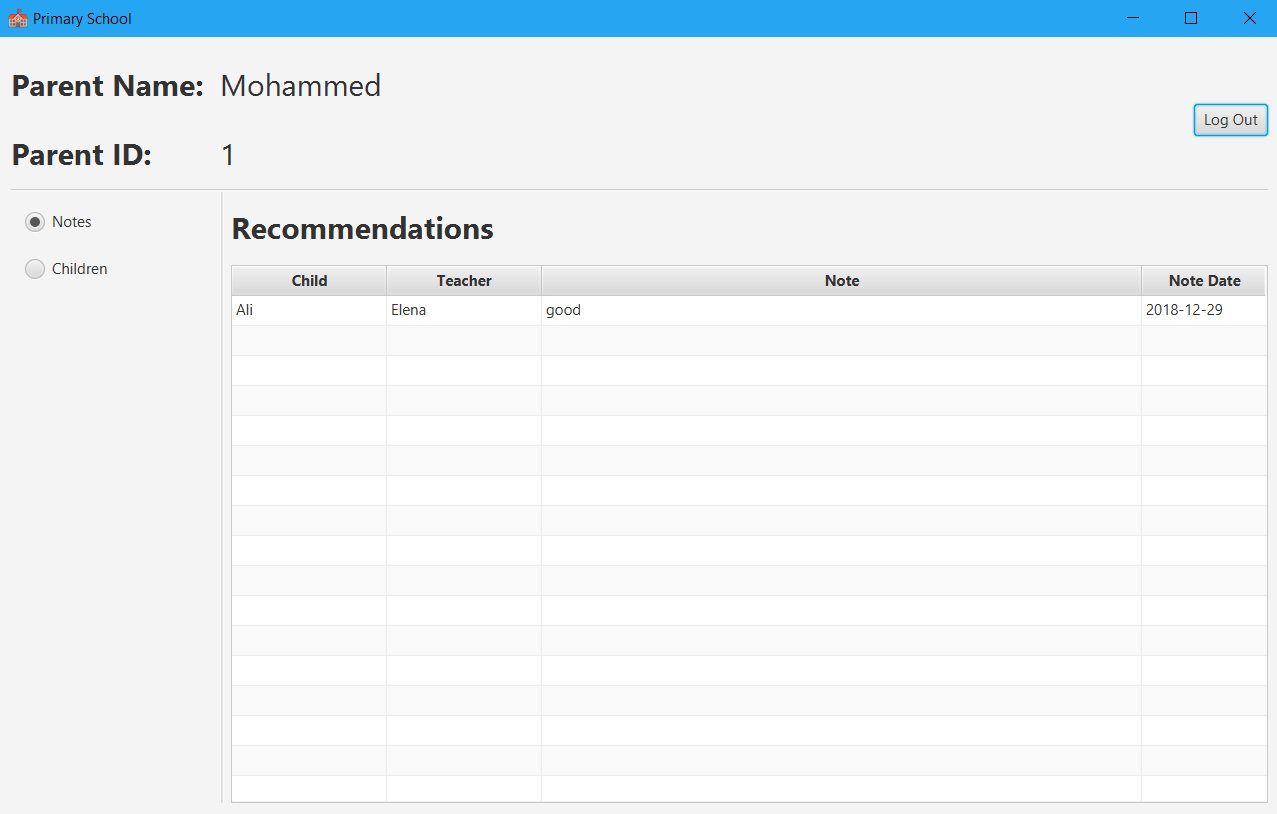 Primary School
Parent Name: Mohammed
Log Out
Parent ID: 1
Notes
Children
Recommendations
Child Teacher Note Note Date
Ali Elena good 2018-12-29